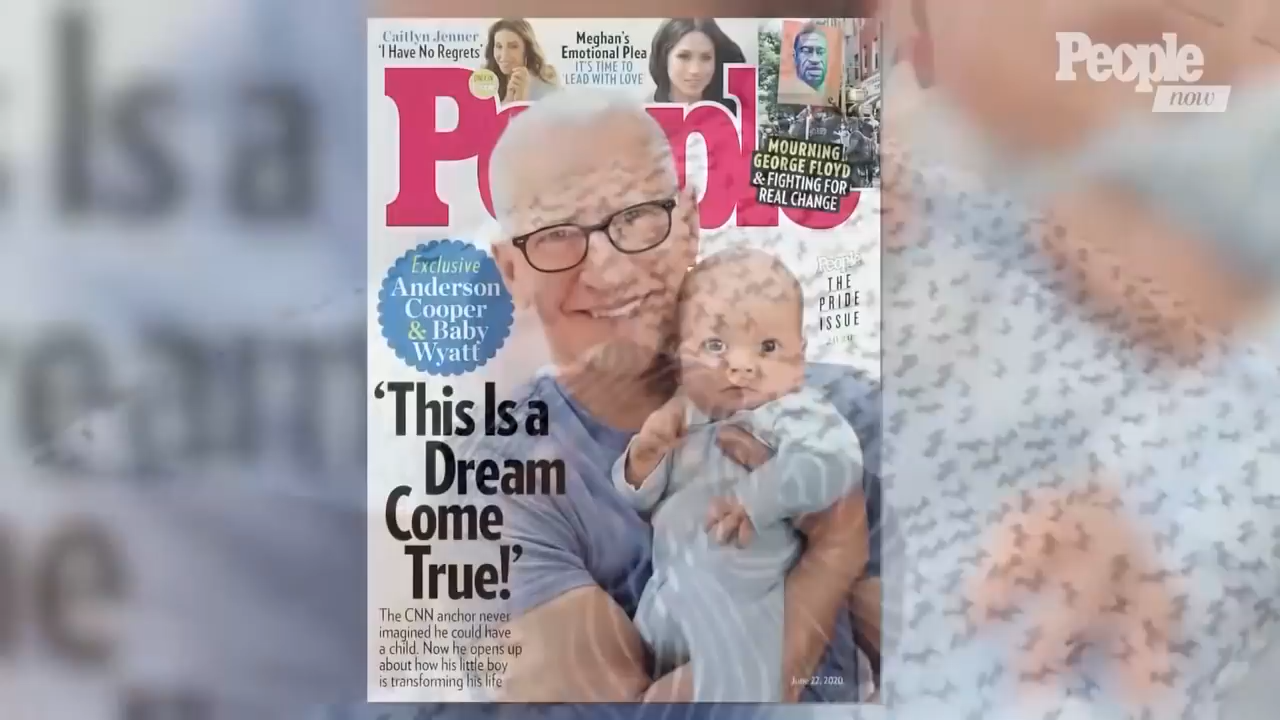 Caitlyn Jenner
'I Have No Regrets'
Meghan's
Emotional Plea
IT'S TIME TO
'LEAD WITH LOVE'
People
MOURNING
GEORGE FLOYD
& FIGHTING FOR
REAL CHANGE
People
now
Exclusive
Anderson
Cooper
& Baby
Wyatt
People
THE
PRIDE
ISSUE
2020
'This Is a
Dream
Come
True!'
The CNN anchor never
imagined he could have
a child. Now he opens up
about how his little boy
is transforming his life
June 22, 2020
Is a